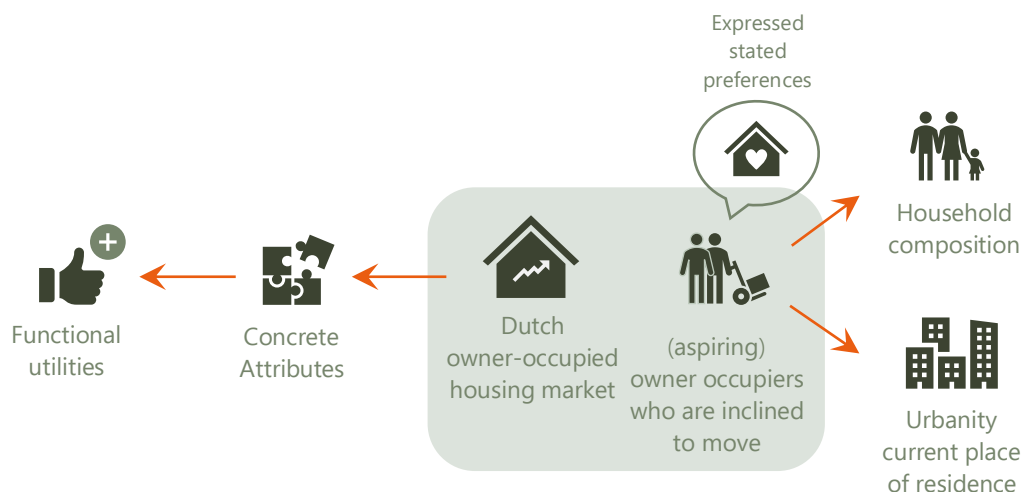 Expressed
stated
preferences
Household
composition
Functional
utilities
Concrete
Attributes
Dutch
owner-occupied
housing market
(aspiring)
owner occupiers
who are inclined
to move
Urbanity
current place
of residence